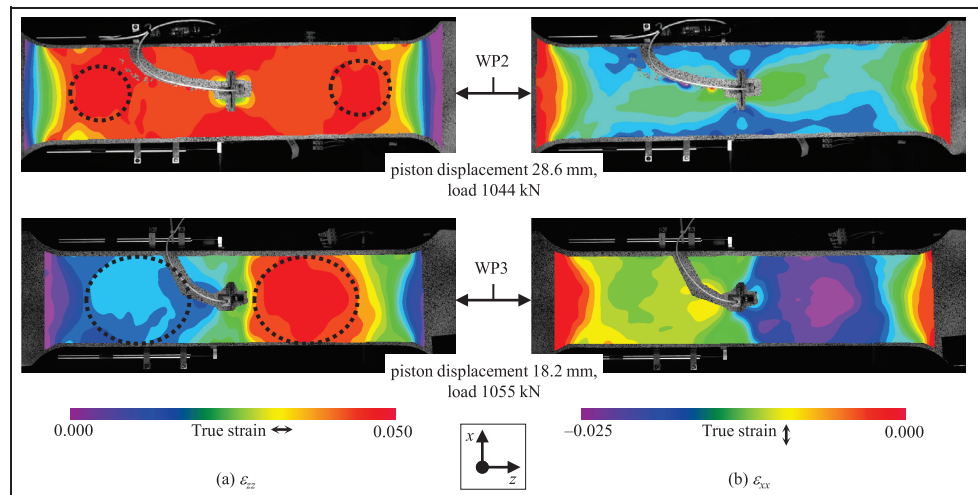 WP2
piston displacement 28.6 mm,
load 1044 kN
WP3
piston displacement 18.2 mm,
load 1055 kN
0.000 True strain ↔ 0.050
–0.025 True strain ↕ 0.000
x
z
(a) εzz
(b) εxx